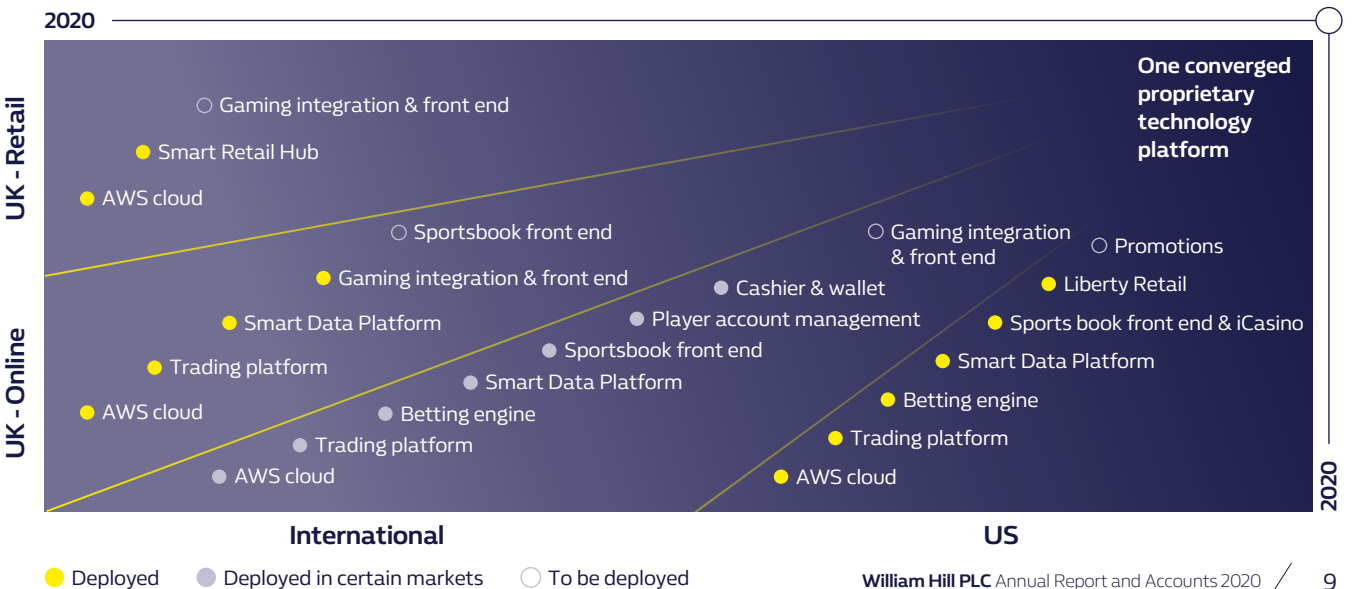 2020
One converged
proprietary
technology
platform
UK - Retail
Gaming integration & front end
Smart Retail Hub
AWS cloud
UK - Online
Sportsbook front end
Gaming integration & front end
Smart Data Platform
Trading platform
AWS cloud
Gaming integration
& front end
Cashier & wallet
Player account management
Sportsbook front end
Smart Data Platform
Betting engine
Trading platform
AWS cloud
Promotions
Liberty Retail
Sports book front end & iCasino
Smart Data Platform
Betting engine
Trading platform
AWS cloud
2020
International
US
Deployed
Deployed in certain markets
To be deployed
William Hill PLC Annual Report and Accounts 2020 / 9